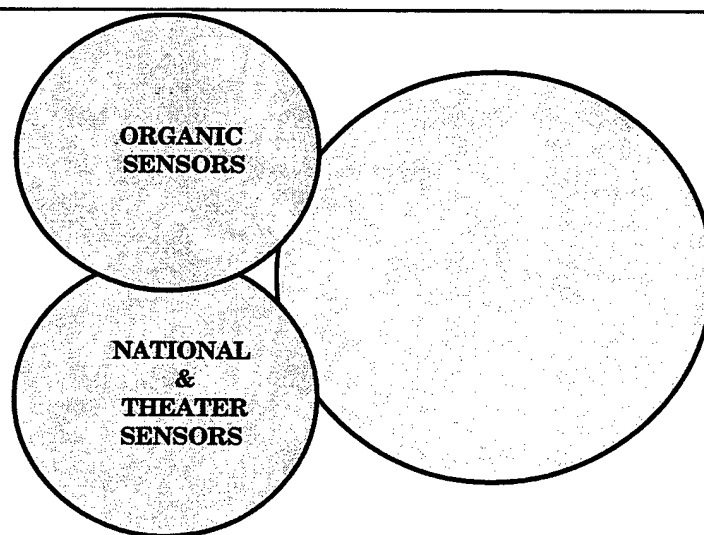 ORGANIC
SENSORS
NATIONAL
&
THEATER
SENSORS